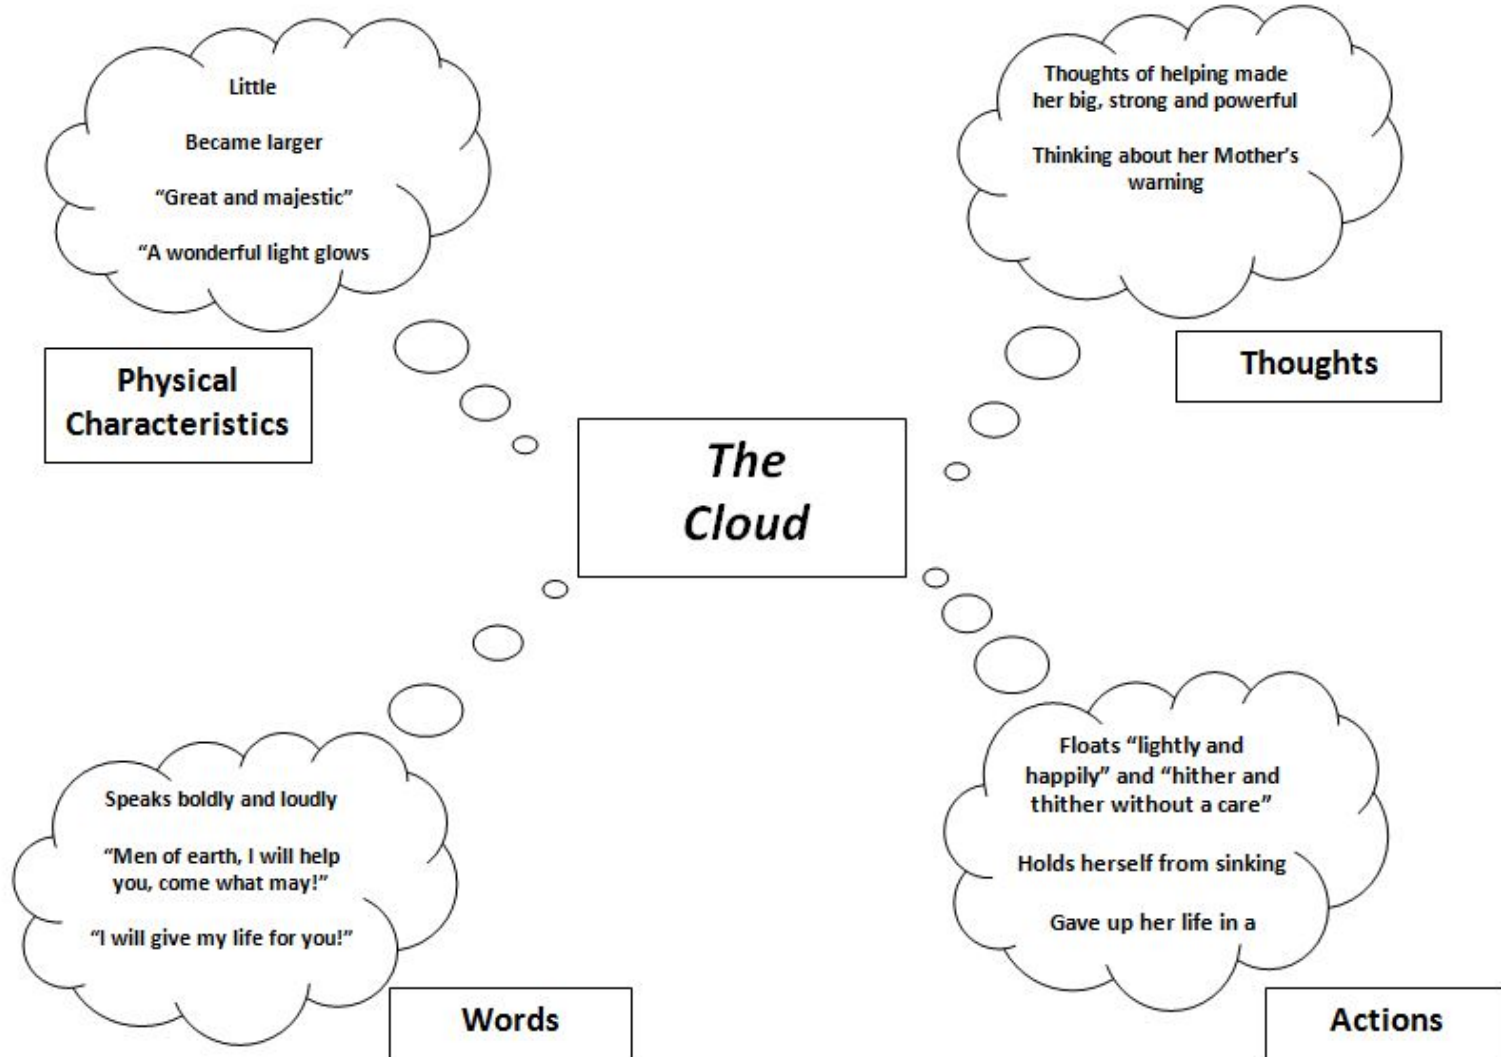 Little
Became larger
“Great and majestic”
“A wonderful light glows
Physical
Characteristics
Thoughts of helping made
her big, strong and powerful
Thinking about her Mother’s
warning
Thoughts
The
Cloud
Speaks boldly and loudly
“Men of earth, I will help
you, come what may!”
“I will give my life for you!”
Words
Floats “lightly and
happily” and “hither and
thither without a care”
Holds herself from sinking
Gave up her life in a
Actions